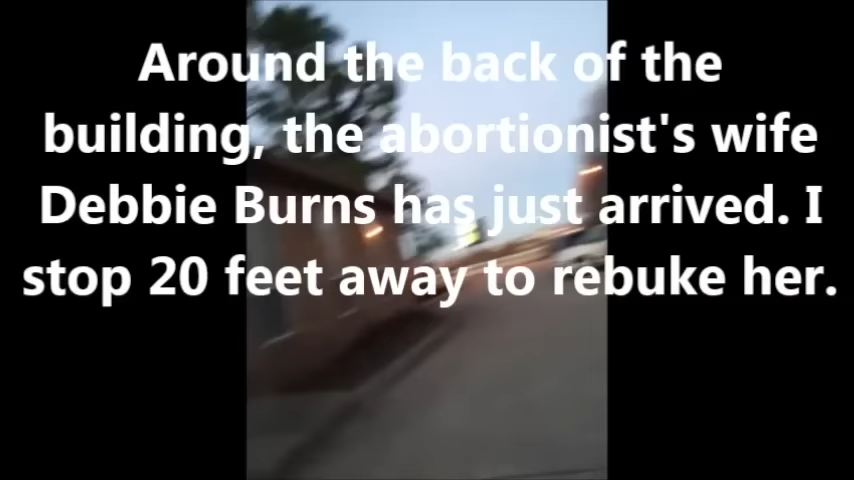 Around the back of the
building, the abortionist's wife
Debbie Burns has just arrived. I
stop 20 feet away to rebuke her.